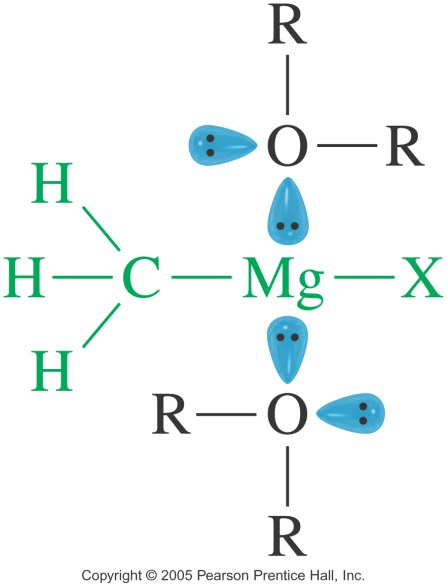 R
O R
H
H C Mg X
H
R O
R
Copyright © 2005 Pearson Prentice Hall, Inc.